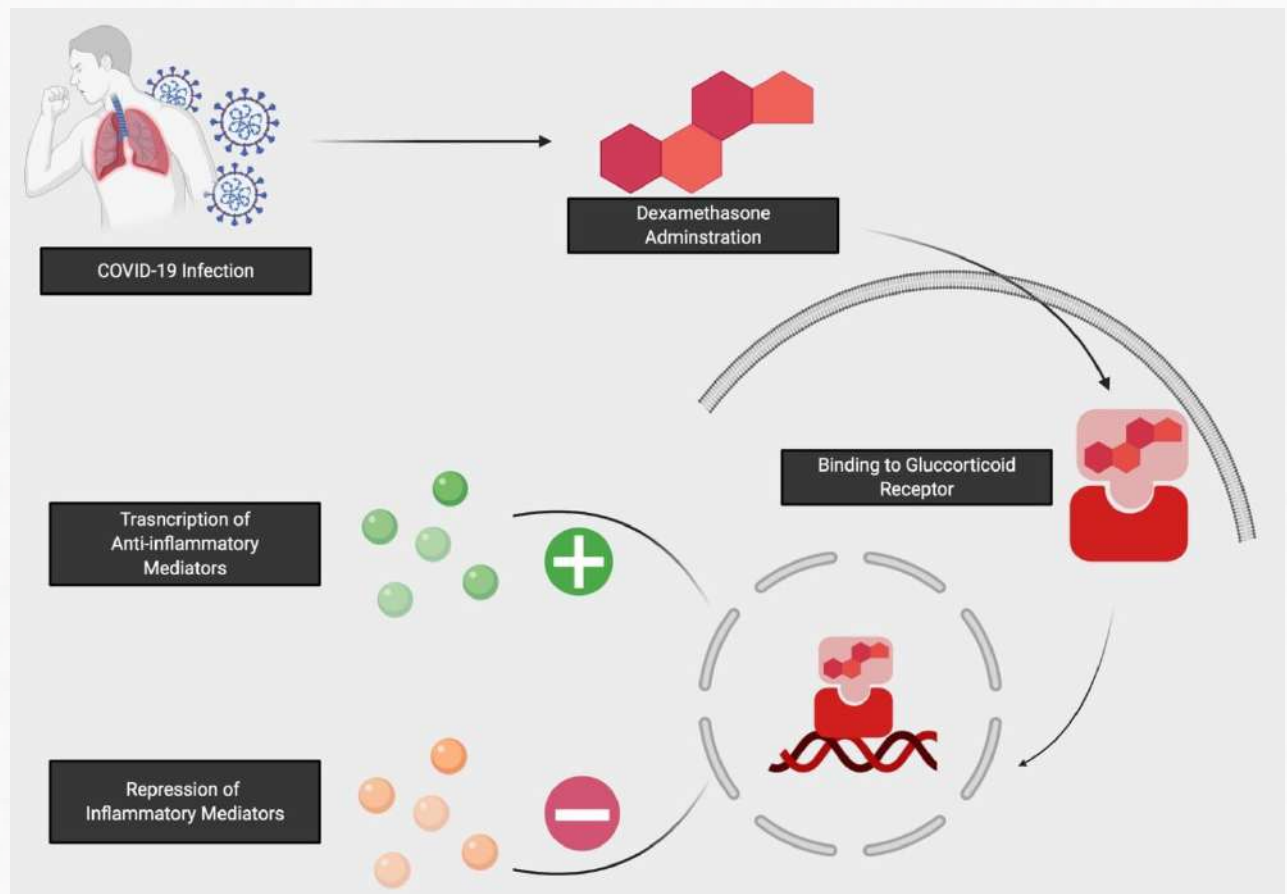 COVID-19 Infection
Dexamethasone
Adminstration
Binding to Gluccorticoid
Receptor
Trasncription of
Anti-inflammatory
Mediators
Repression of
Inflammatory Mediators